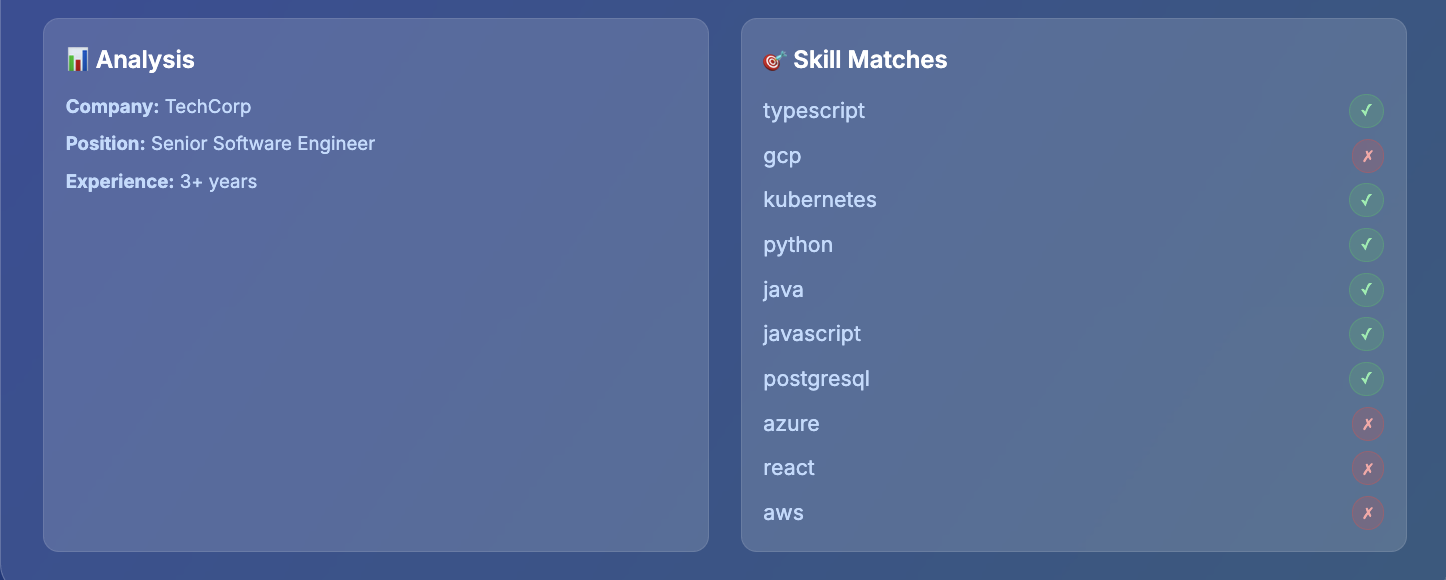 📊 Analysis
Company: TechCorp
Position: Senior Software Engineer
Experience: 3+ years
🎯 Skill Matches
typescript ✓
gcp ✗
kubernetes ✓
python ✓
java ✓
javascript ✓
postgresql ✓
azure ✗
react ✗
aws ✗